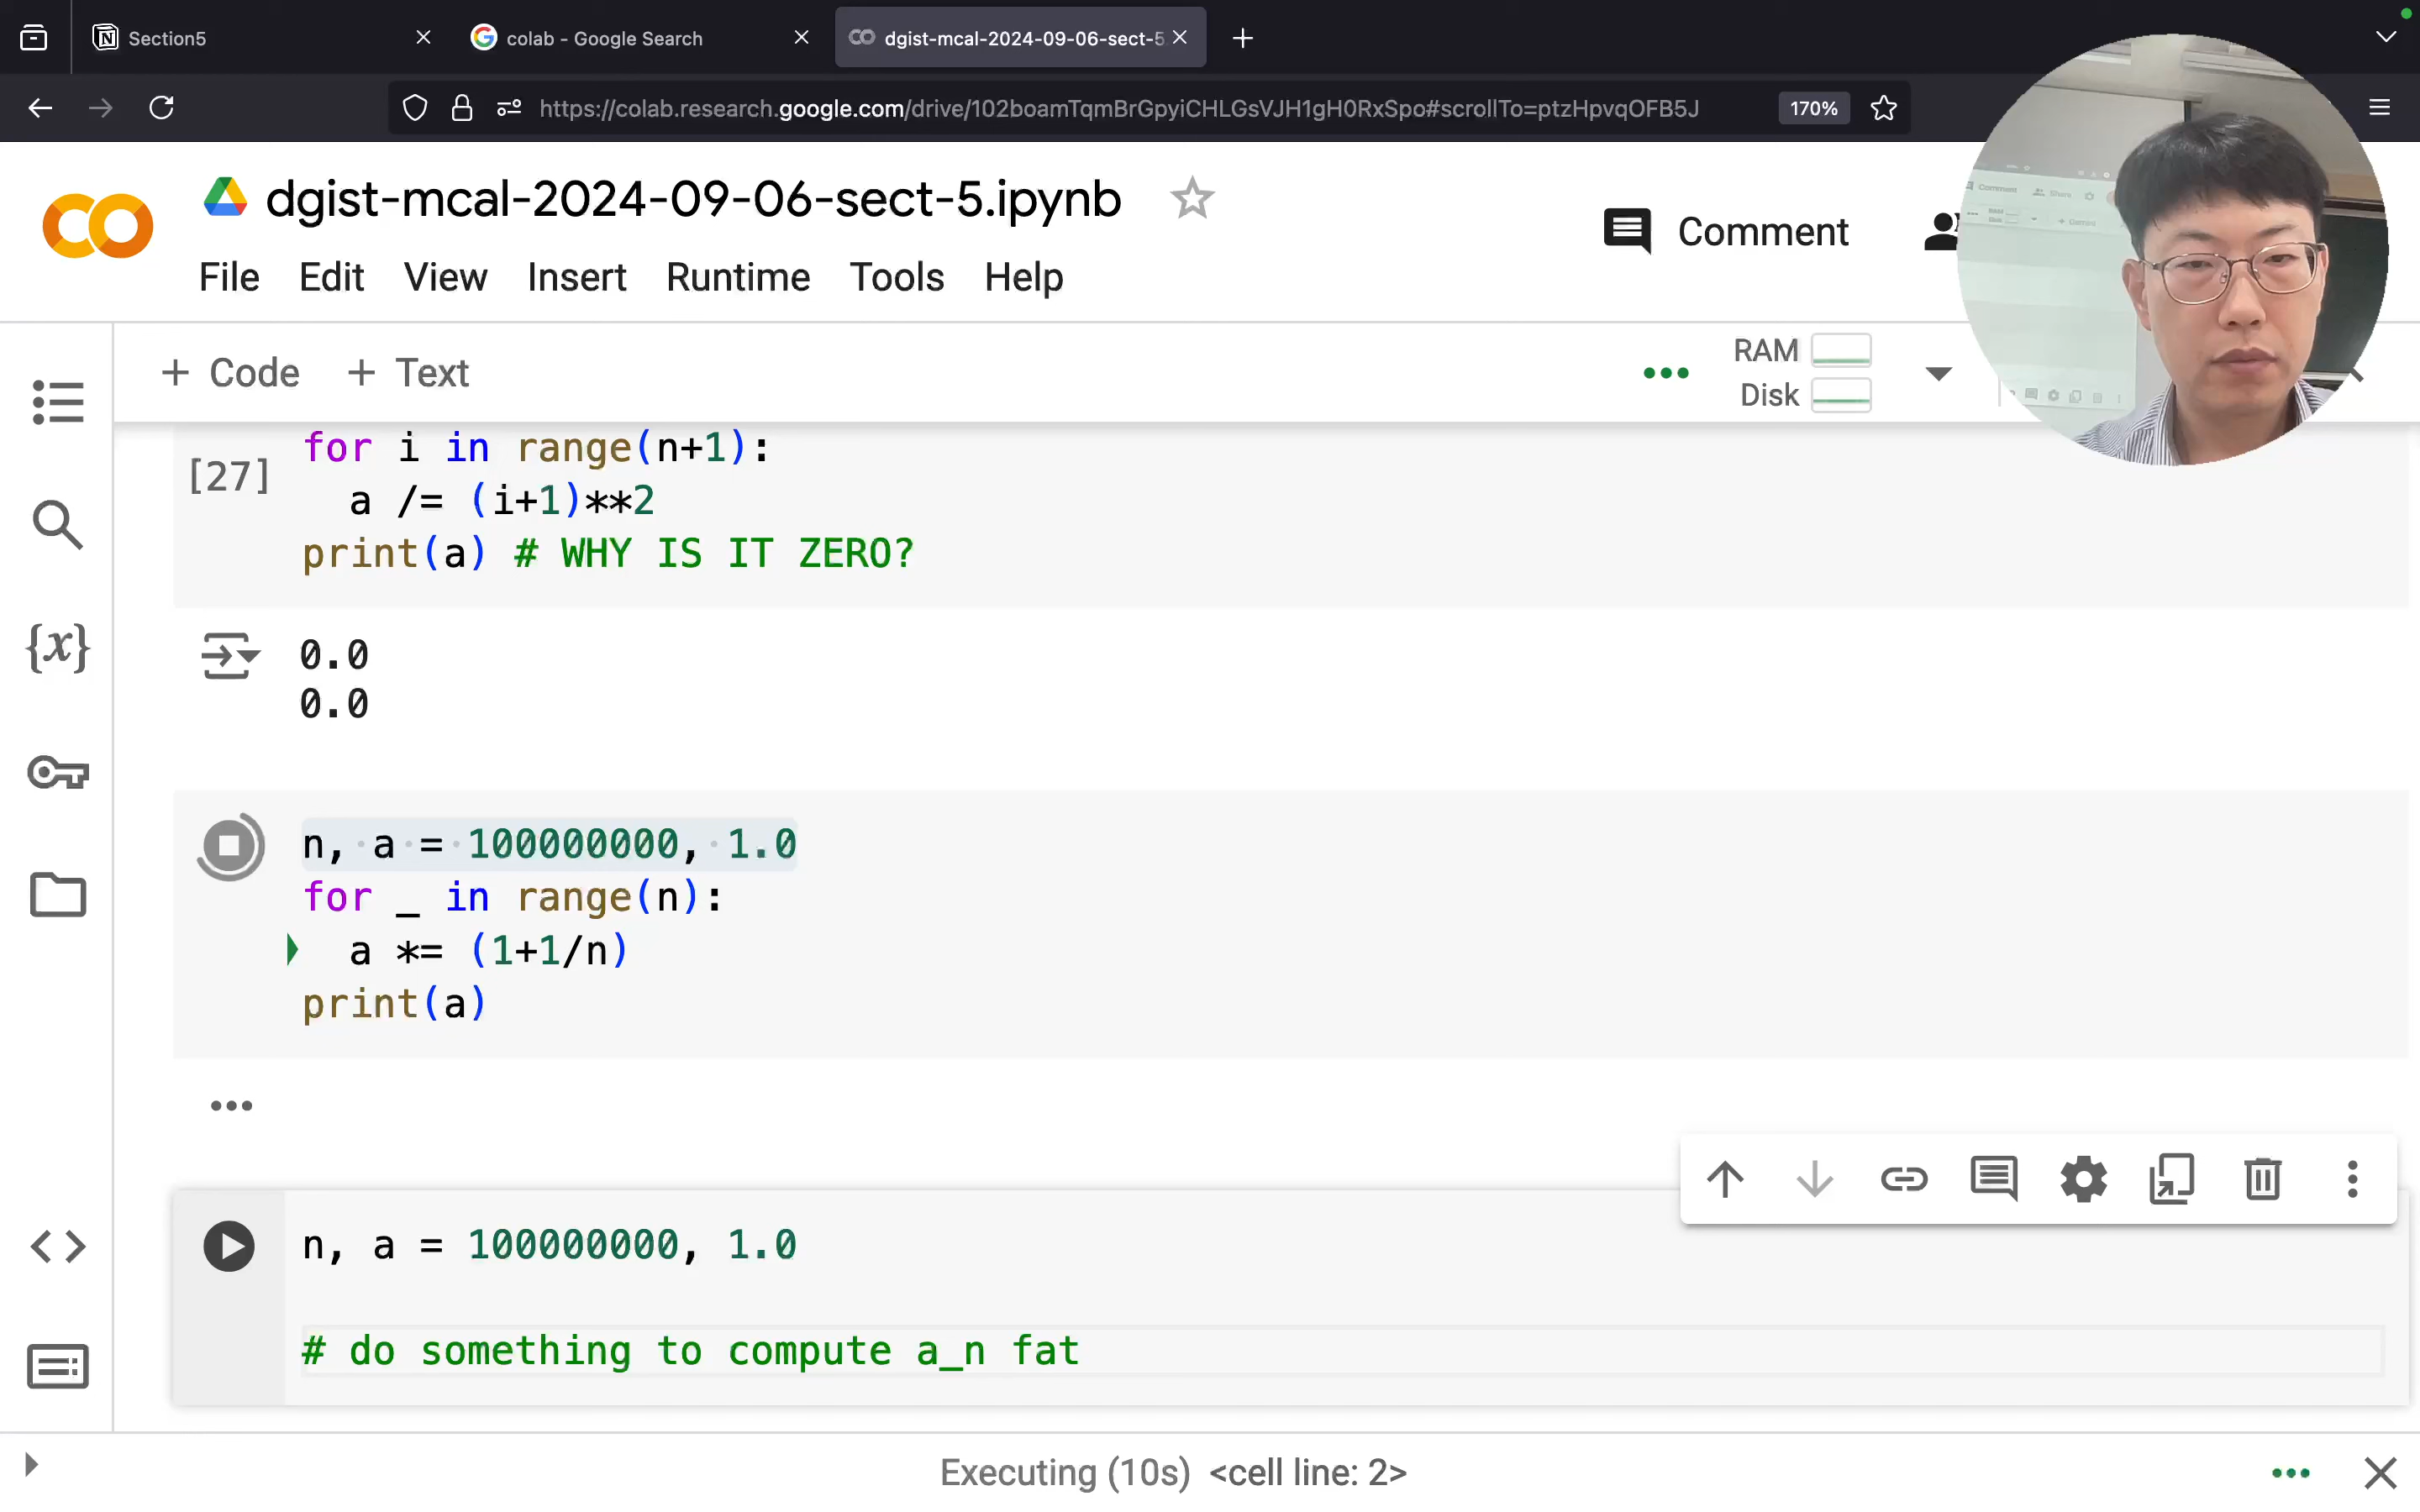 Section5
colab - Google Search
dgist-mcal-2024-09-06-sect-5
https://colab.research.google.com/drive/102boamTqmBrGpyiCHLGsVJH1gH0RxSpo#scrollTo=ptzHpvqOFB5J
170%
dgist-mcal-2024-09-06-sect-5.ipynb
Comment
File Edit View Insert Runtime Tools Help
+ Code + Text
RAM
Disk
[27]
for i in range(n+1):
a /= (i+1)**2
print(a) # WHY IS IT ZERO?
0.0
0.0
n, a = 100000000, 1.0
for _ in range(n):
a *= (1+1/n)
print(a)
n, a = 100000000, 1.0
# do something to compute a_n fat
Executing (10s) <cell line: 2>